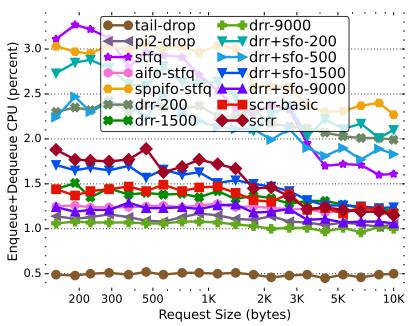 3.0
2.5
2.0
1.5
1.0
0.5
Enqueue+Dequeue CPU (percent)
tail-drop
pi2-drop
stfq
aifo-stfq
sppifo-stfq
drr-200
drr-1500
drr-9000
drr+sfo-200
drr+sfo-500
drr+sfo-1500
drr+sfo-9000
scrr-basic
scrr
200 300 500 1K 2K 3K 5K 10K
Request Size (bytes)